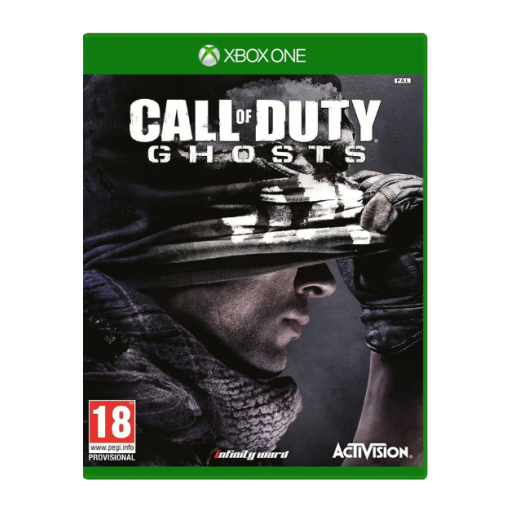 XBOX ONE
PAL
CALL OF DUTY
GHOSTS
18
www.pegi.info
PROVISIONAL
infinity ward
ACTIVISION